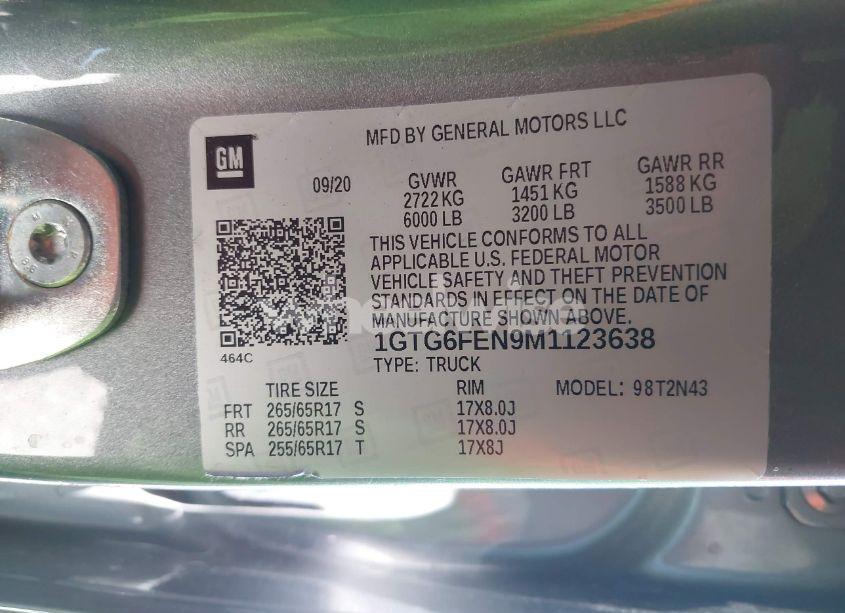 MFD BY GENERAL MOTORS LLC
GM
09/20 GVWR GAWR FRT GAWR RR
2722 KG 1451 KG 1588 KG
6000 LB 3200 LB 3500 LB
THIS VEHICLE CONFORMS TO ALL
APPLICABLE U.S. FEDERAL MOTOR
VEHICLE SAFETY AND THEFT PREVENTION
STANDARDS IN EFFECT ON THE DATE OF
MANUFACTURE SHOWN ABOVE.
464C
1GTG6FEN9M1123638
TYPE: TRUCK
TIRE SIZE RIM MODEL: 98T2N43
FRT 265/65R17 S 17X8.0J
RR 265/65R17 S 17X8.0J
SPA 255/65R17 T 17X8J